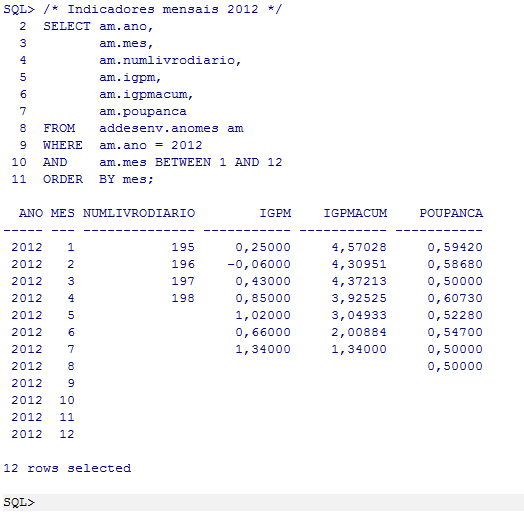 SQL> /* Indicadores mensais 2012 */
  2  SELECT am.ano,
  3         am.mes,
  4         am.numlivrodiario,
  5         am.igpm,
  6         am.igpmacum,
  7         am.poupanca
  8  FROM   addesenv.anomes am
  9  WHERE  am.ano = 2012
 10  AND    am.mes BETWEEN 1 AND 12
 11  ORDER  BY mes;
  ANO MES NUMLIVRODIARIO        IGPM    IGPMACUM    POUPANCA
----- --- -------------- ----------- ----------- -----------
 2012   1            195     0,25000     4,57028     0,59420
 2012   2            196    -0,06000     4,30951     0,58680
 2012   3            197     0,43000     4,37213     0,50000
 2012   4            198     0,85000     3,92525     0,60730
 2012   5                    1,02000     3,04933     0,52280
 2012   6                    0,66000     2,00884     0,54700
 2012   7                    1,34000     1,34000     0,50000
 2012   8                                            0,50000
 2012   9
 2012  10
 2012  11
 2012  12
12 rows selected
SQL>